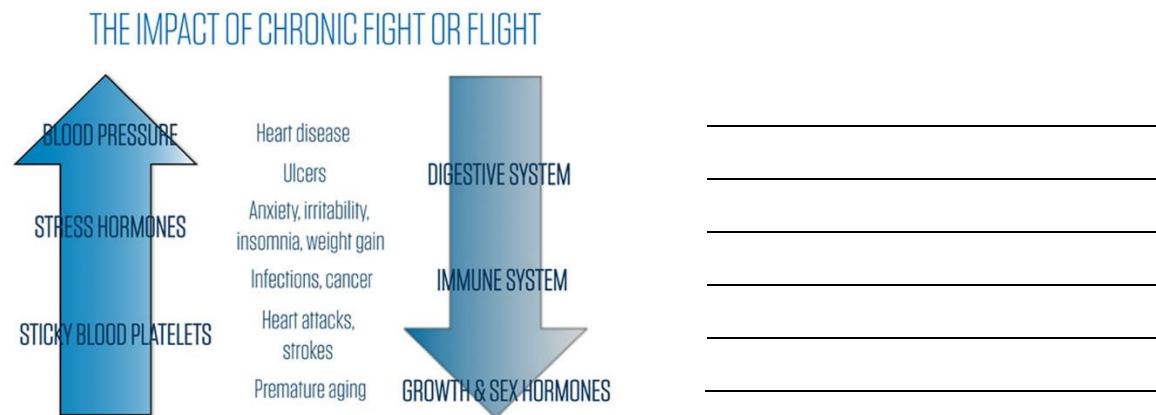 THE IMPACT OF CHRONIC FIGHT OR FLIGHT
BLOOD PRESSURE
Heart disease
Ulcers
DIGESTIVE SYSTEM
STRESS HORMONES
Anxiety, irritability,
insomnia, weight gain
Infections, cancer
IMMUNE SYSTEM
STICKY BLOOD PLATELETS
Heart attacks,
strokes
Premature aging
GROWTH & SEX HORMONES